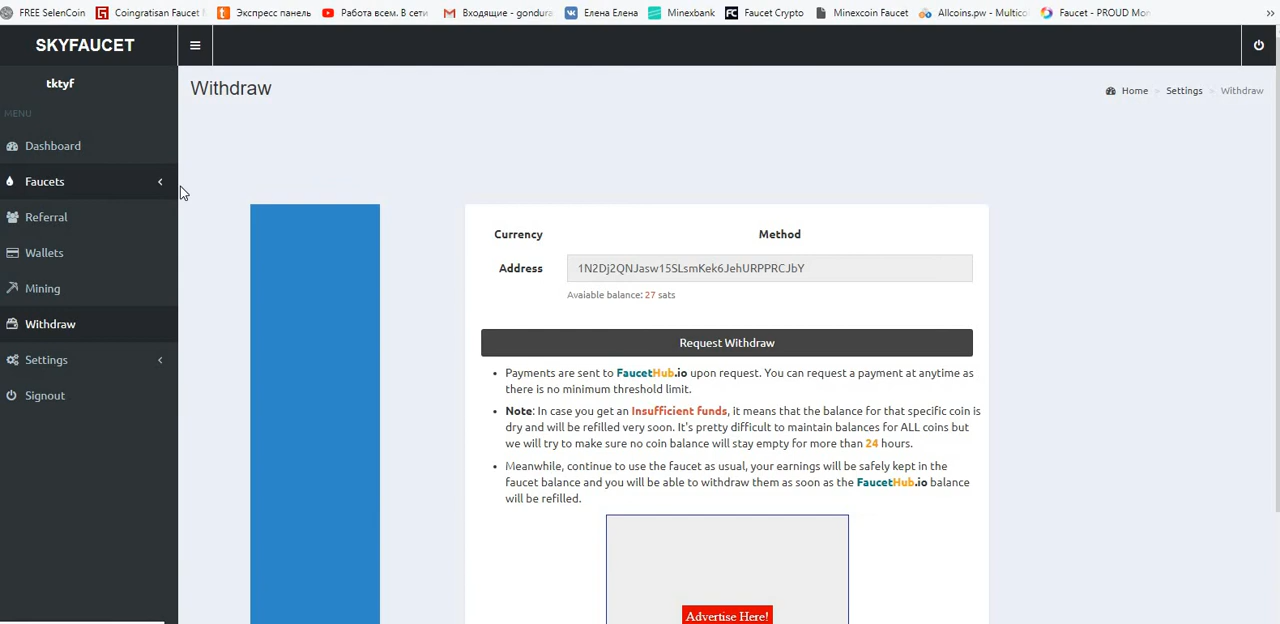 FREE SelenCoin Coingratisan Faucet Экспресс панель Работа всем. В сети Входящие - gondura Елена Елена Minexbank Faucet Crypto Minexcoin Faucet Allcoins.pw - Multico Faucet - PROUD Mon
SKYFAUCET
tktyf
MENU
Dashboard
Faucets
Referral
Wallets
Mining
Withdraw
Settings
Signout
Withdraw
Home > Settings > Withdraw
Currency Method
Address 1N2Dj2QNJasw15SLsmKek6JehURPPRCJbY
Avaiable balance: 27 sats
Request Withdraw
• Payments are sent to FaucetHub.io upon request. You can request a payment at anytime as
there is no minimum threshold limit.
• Note: In case you get an Insufficient funds, it means that the balance for that specific coin is
dry and will be refilled very soon. It's pretty difficult to maintain balances for ALL coins but
we will try to make sure no coin balance will stay empty for more than 24 hours.
• Meanwhile, continue to use the faucet as usual, your earnings will be safely kept in the
faucet balance and you will be able to withdraw them as soon as the FaucetHub.io balance
will be refilled.
Advertise Here!